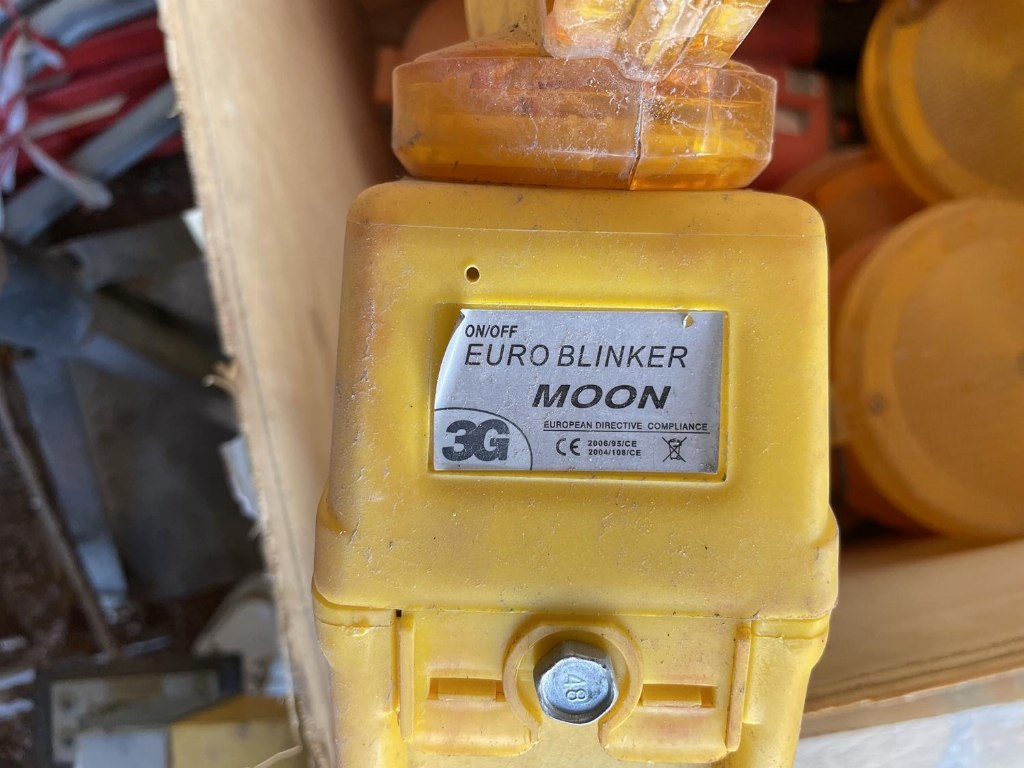 ON/OFF
EURO BLINKER
MOON
EUROPEAN DIRECTIVE COMPLIANCE
3G
CE 2006/95/CE
2004/108/CE
48